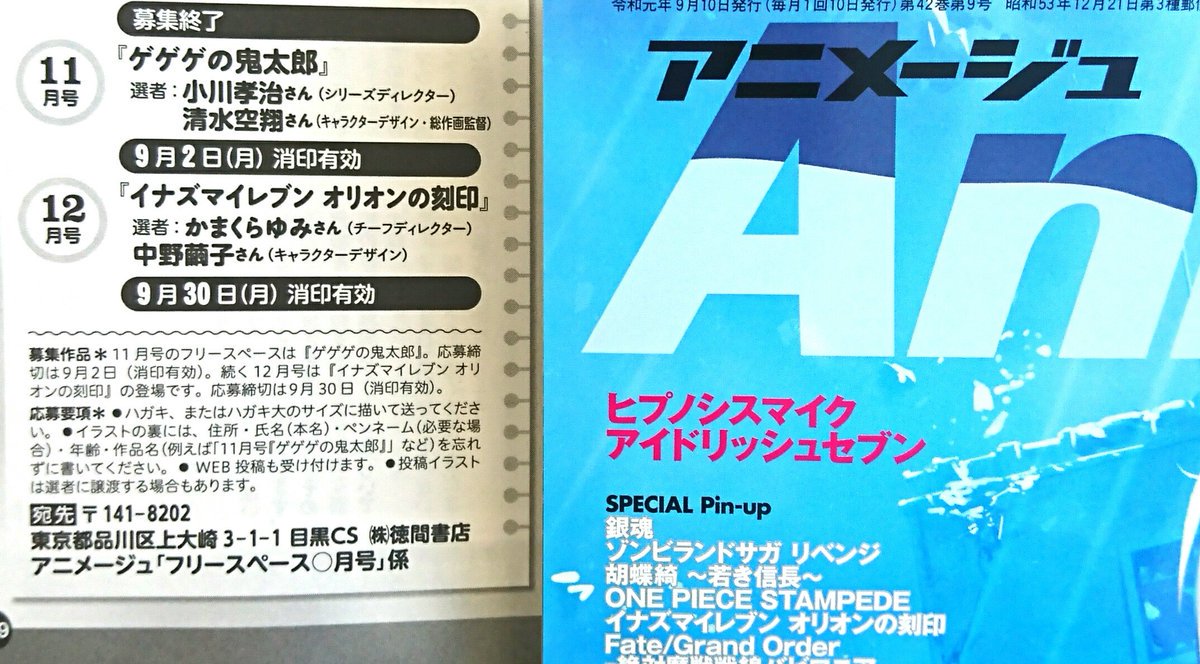 募集終了
11
月号
『ゲゲゲの鬼太郎』
選者：小川孝治さん（シリーズディレクター）
清水空翔さん（キャラクターデザイン・総作画監督）
9月2日（月）消印有効
12
月号
『イナズマイレブン オリオンの刻印』
選者：かまくらゆみさん（チーフディレクター）
中野繭子さん（キャラクターデザイン）
9月30日（月）消印有効
募集作品＊11月号のフリースペースは『ゲゲゲの鬼太郎』。応募締
切は9月2日（消印有効）。続く12月号は『イナズマイレブン オリ
オンの刻印』の登場です。応募締切は9月30日（消印有効）。
応募要項＊●ハガキ、またはハガキ大のサイズに描いて送ってくださ
い。●イラストの裏には、住所・氏名（本名）・ペンネーム（必要な場
合）・年齢・作品名（例えば「11月号『ゲゲゲの鬼太郎』」など）を忘れ
ずに書いてください。●WEB投稿も受け付けます。●投稿イラスト
は選者に譲渡する場合もあります。
宛先 〒141-8202
東京都品川区上大崎3-1-1 目黒CS ㈱徳間書店
アニメージュ「フリースペース○月号」係
9
令和元年9月10日発行（毎月1回10日発行）第42巻第9号 昭和53年12月21日第3種郵便
アニメージュ
An
ヒプノシスマイク
アイドリッシュセブン
SPECIAL Pin-up
銀魂
ゾンビランドサガ リベンジ
胡蝶綺 ～若き信長～
ONE PIECE STAMPEDE
イナズマイレブン オリオンの刻印
Fate/Grand Order